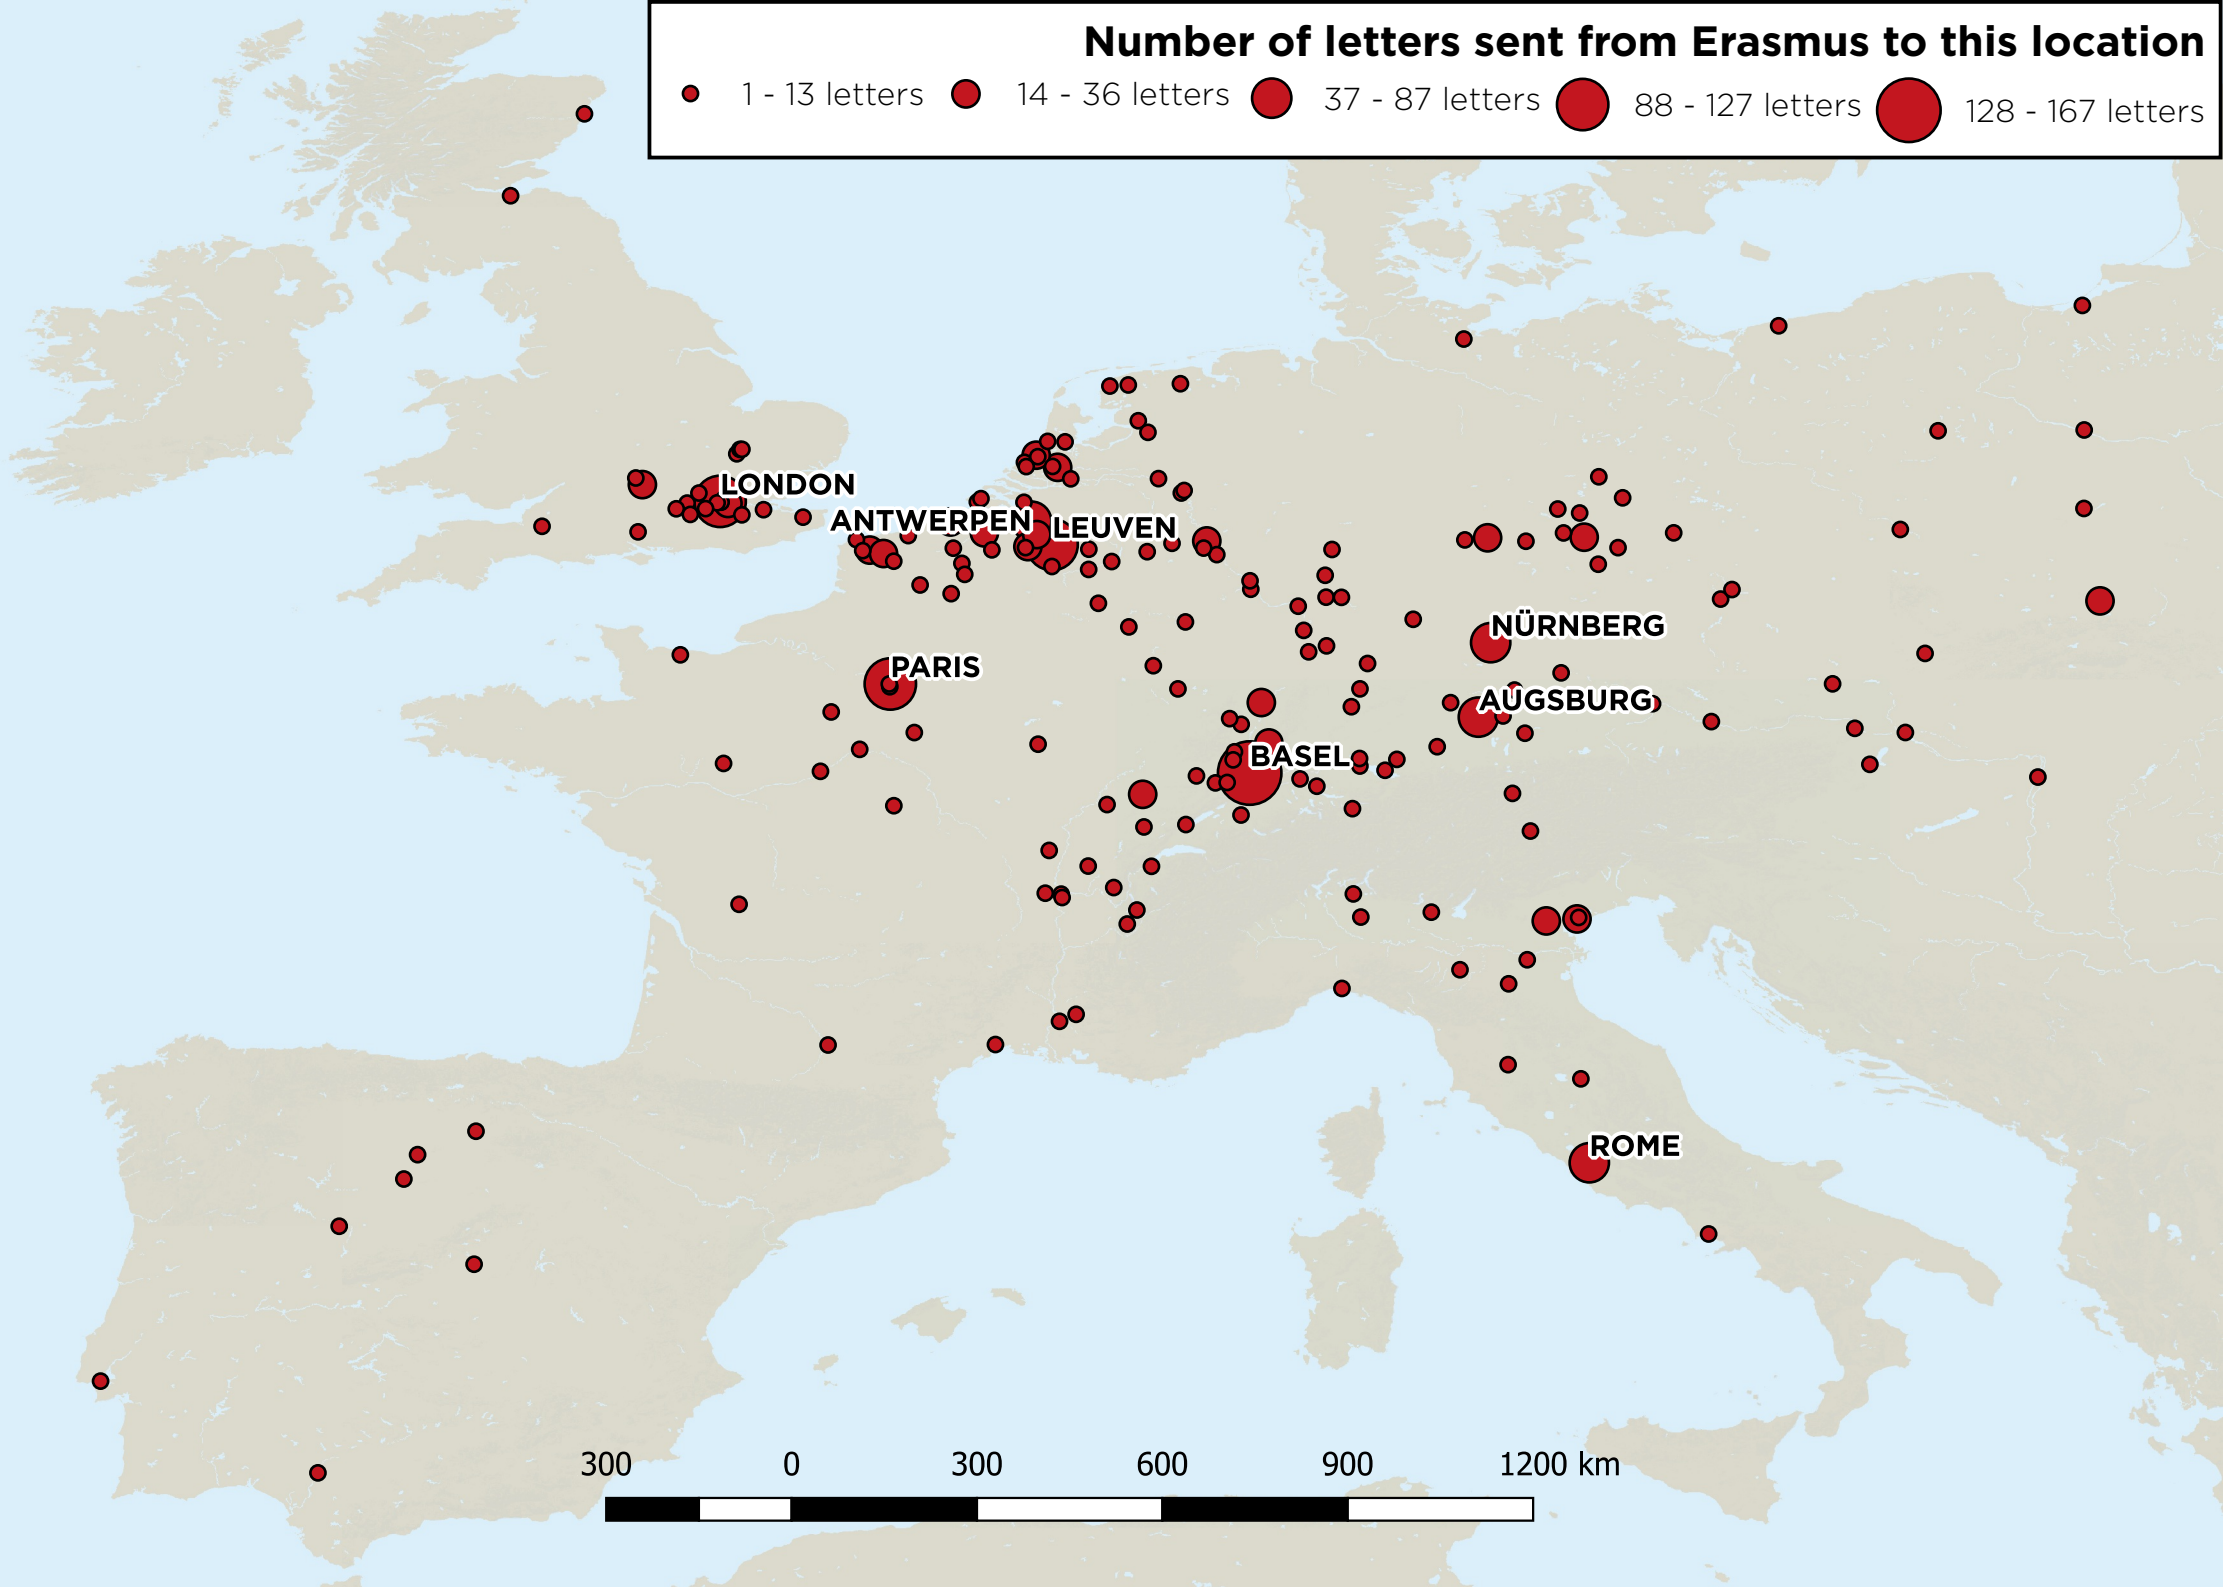 Number of letters sent from Erasmus to this location
1 - 13 letters 14 - 36 letters 37 - 87 letters 88 - 127 letters 128 - 167 letters
LONDON
ANTWERPEN LEUVEN
NÜRNBERG
PARIS
AUGSBURG
BASEL
ROME
300 0 300 600 900 1200 km